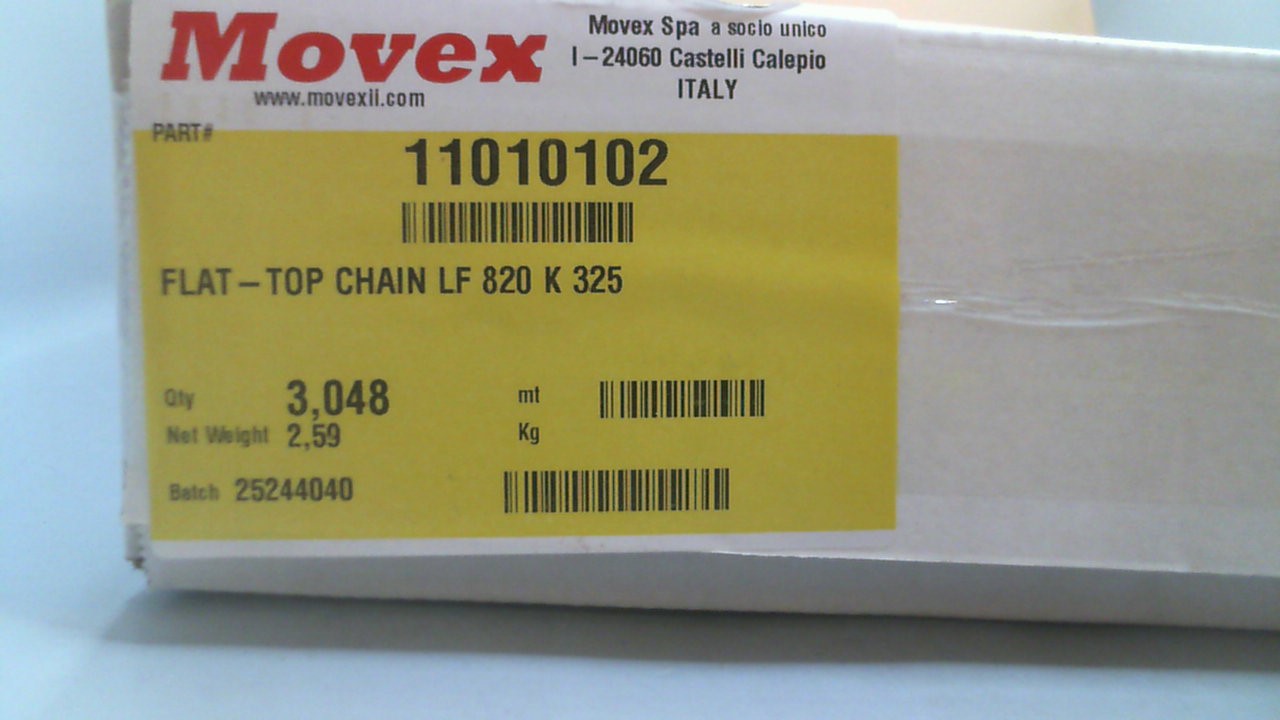 Movex
www.movexii.com
Movex Spa a socio unico
I-24060 Castelli Calepio
ITALY
PART#
11010102
FLAT-TOP CHAIN LF 820 K 325
Qty 3,048 mt
Net Weight 2,59 Kg
Batch 25244040